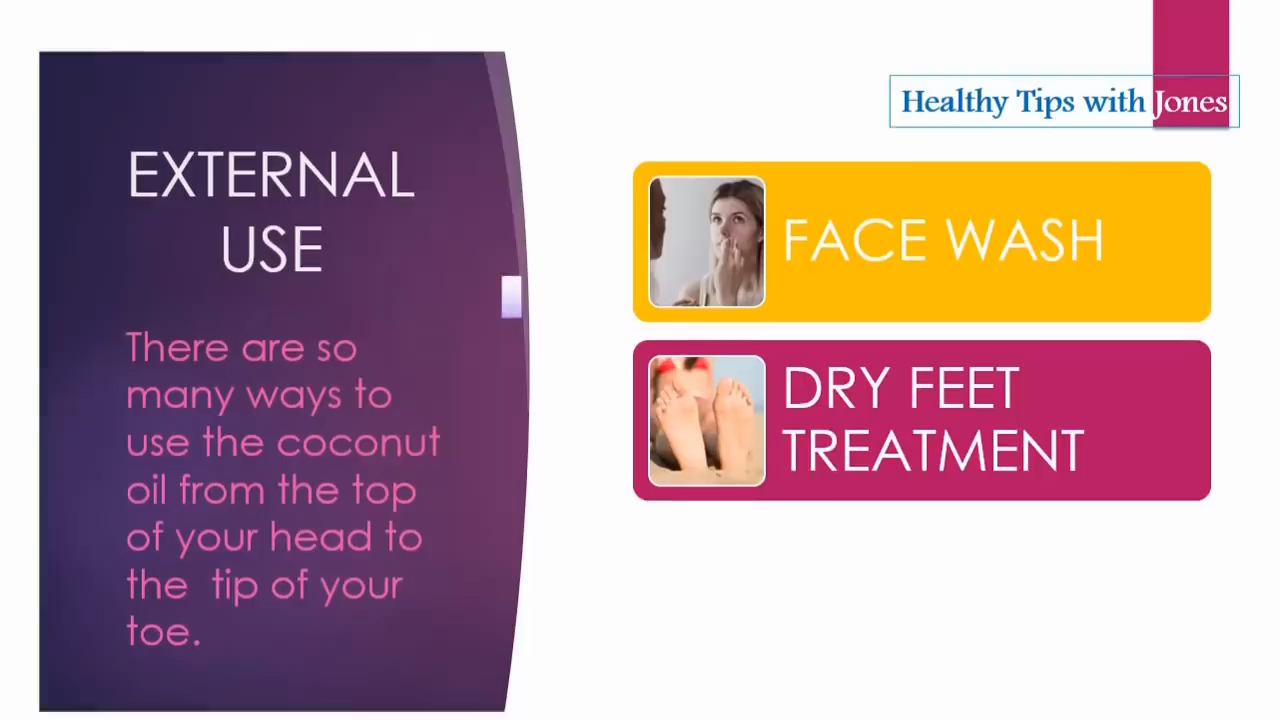 Healthy Tips with Jones
EXTERNAL
USE
There are so
many ways to
use the coconut
oil from the top
of your head to
the tip of your
toe.
FACE WASH
DRY FEET
TREATMENT